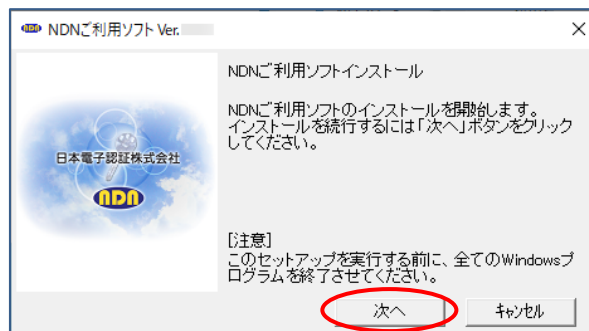 NDN NDNご利用ソフト Ver.
NDNご利用ソフトインストール
NDNご利用ソフトのインストールを開始します。
インストールを続行するには「次へ」ボタンをクリック
してください。
日本電子認証株式会社
NDN
[注意]
このセットアップを実行する前に、全てのWindowsプ
ログラムを終了させてください。
次へ
キャンセル